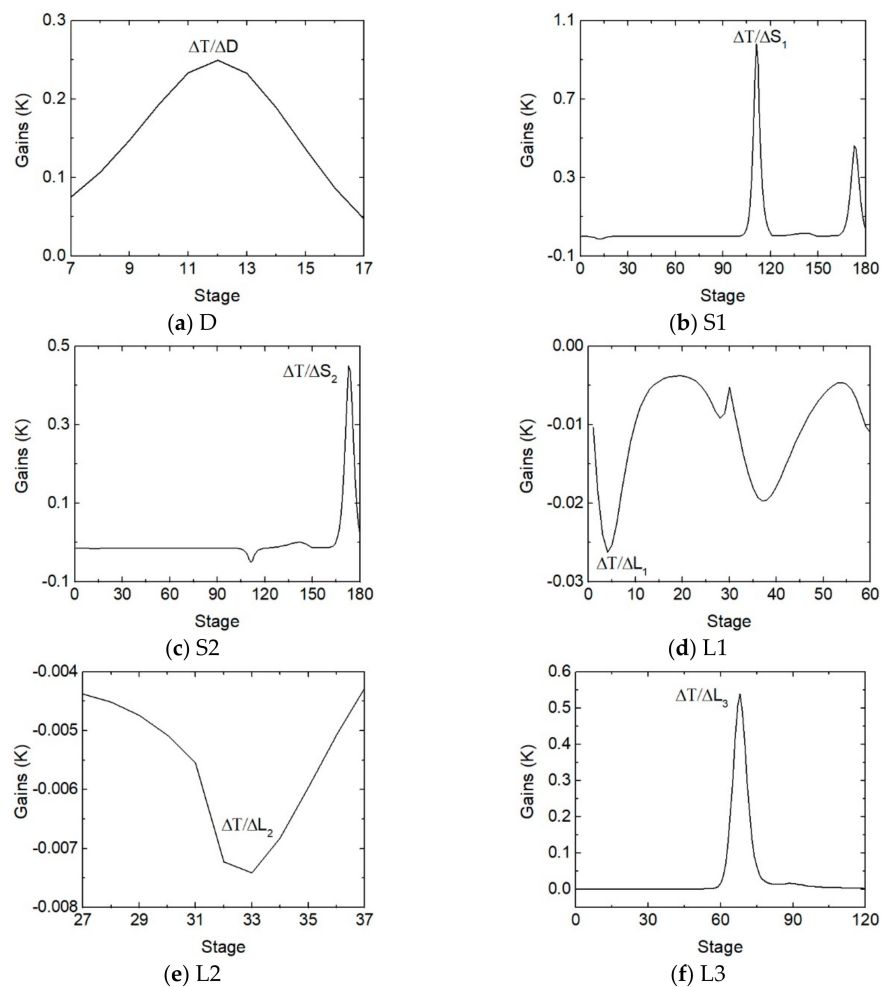 0.3
0.2
0.1
0.0
Gains (K)
ΔT/ΔD
7 9 11 13 15 17
Stage
(a) D
1.1
0.7
0.3
-0.1
Gains (K)
ΔT/ΔS1
0 30 60 90 120 150 180
Stage
(b) S1
0.5
0.3
0.1
-0.1
Gains (K)
ΔT/ΔS2
0 30 60 90 120 150 180
Stage
(c) S2
0.00
-0.01
-0.02
-0.03
Gains (K)
ΔT/ΔL1
0 10 20 30 40 50 60
Stage
(d) L1
-0.004
-0.005
-0.006
-0.007
-0.008
Gains (K)
ΔT/ΔL2
27 29 31 33 35 37
Stage
(e) L2
0.6
0.5
0.4
0.3
0.2
0.1
0.0
Gains (K)
ΔT/ΔL3
0 30 60 90 120
Stage
(f) L3